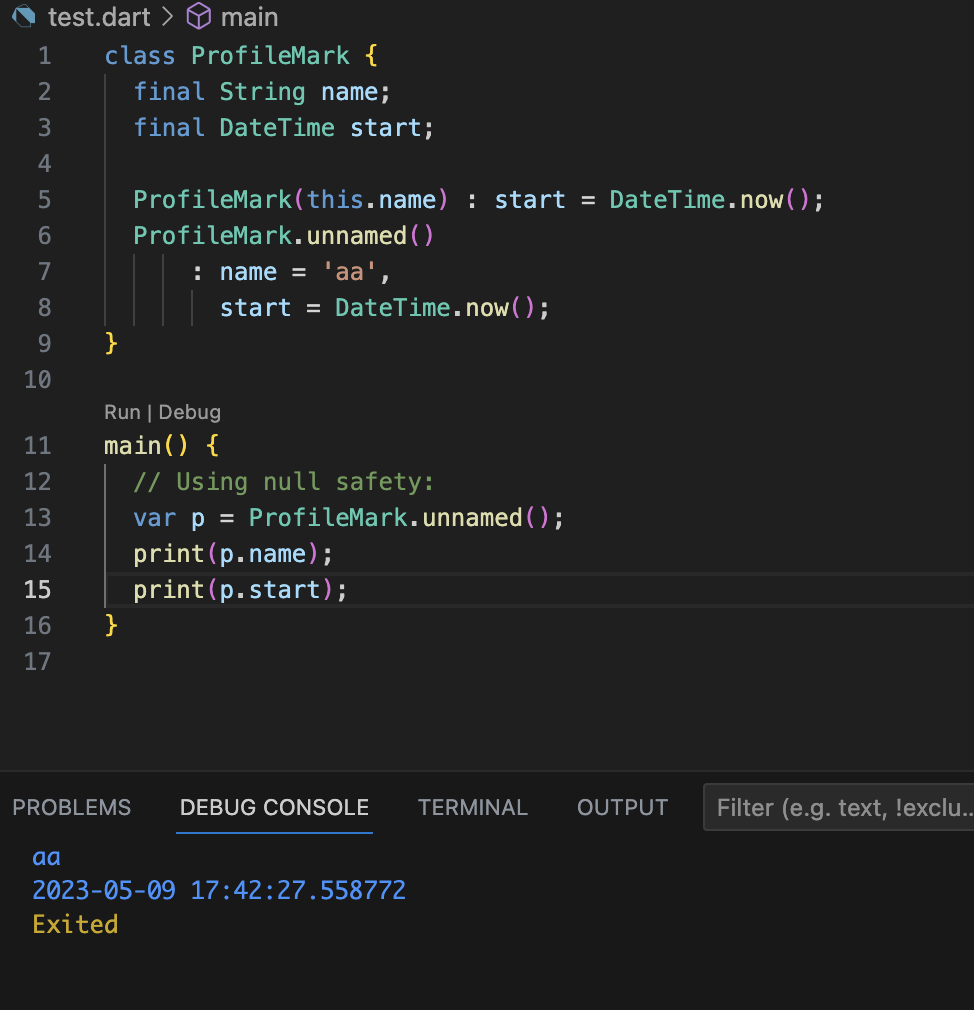 test.dart > main
1 class ProfileMark {
2   final String name;
3   final DateTime start;
4
5   ProfileMark(this.name) : start = DateTime.now();
6   ProfileMark.unnamed()
7       : name = 'aa',
8         start = DateTime.now();
9 }
10
Run | Debug
11 main() {
12   // Using null safety:
13   var p = ProfileMark.unnamed();
14   print(p.name);
15   print(p.start);
16 }
17
PROBLEMS DEBUG CONSOLE TERMINAL OUTPUT Filter (e.g. text, !exclu...
aa
2023-05-09 17:42:27.558772
Exited